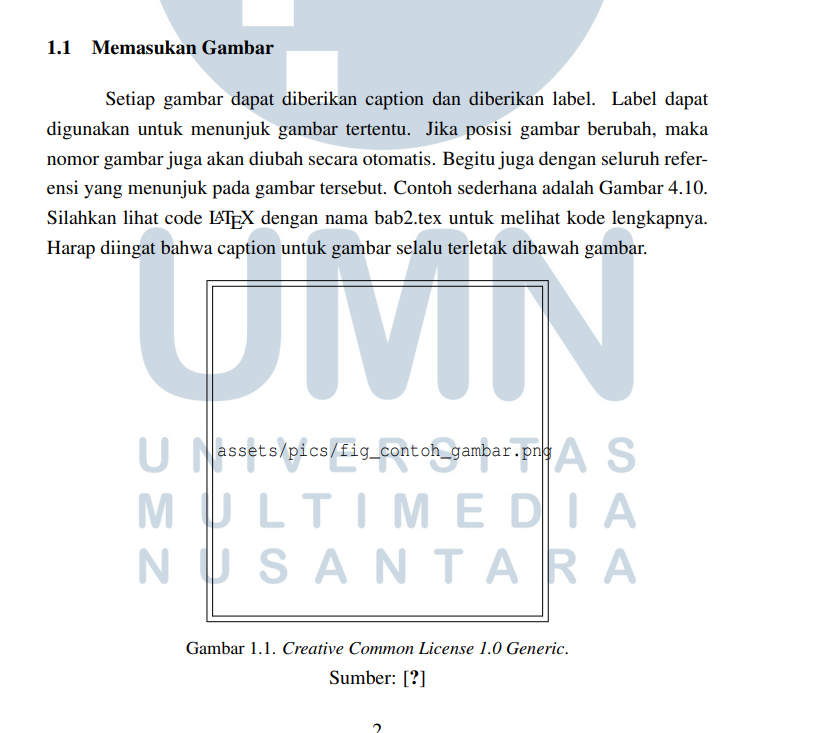 1.1 Memasukan Gambar
Setiap gambar dapat diberikan caption dan diberikan label. Label dapat
digunakan untuk menunjuk gambar tertentu. Jika posisi gambar berubah, maka
nomor gambar juga akan diubah secara otomatis. Begitu juga dengan seluruh refer-
ensi yang menunjuk pada gambar tersebut. Contoh sederhana adalah Gambar 4.10.
Silahkan lihat code LATEX dengan nama bab2.tex untuk melihat kode lengkapnya.
Harap diingat bahwa caption untuk gambar selalu terletak dibawah gambar.
UMN
assets/pics/fig_contoh_gambar.png
UNIVERSITAS
MULTIMEDIA
NUSANTARA
Gambar 1.1. Creative Common License 1.0 Generic.
Sumber: [?]
2